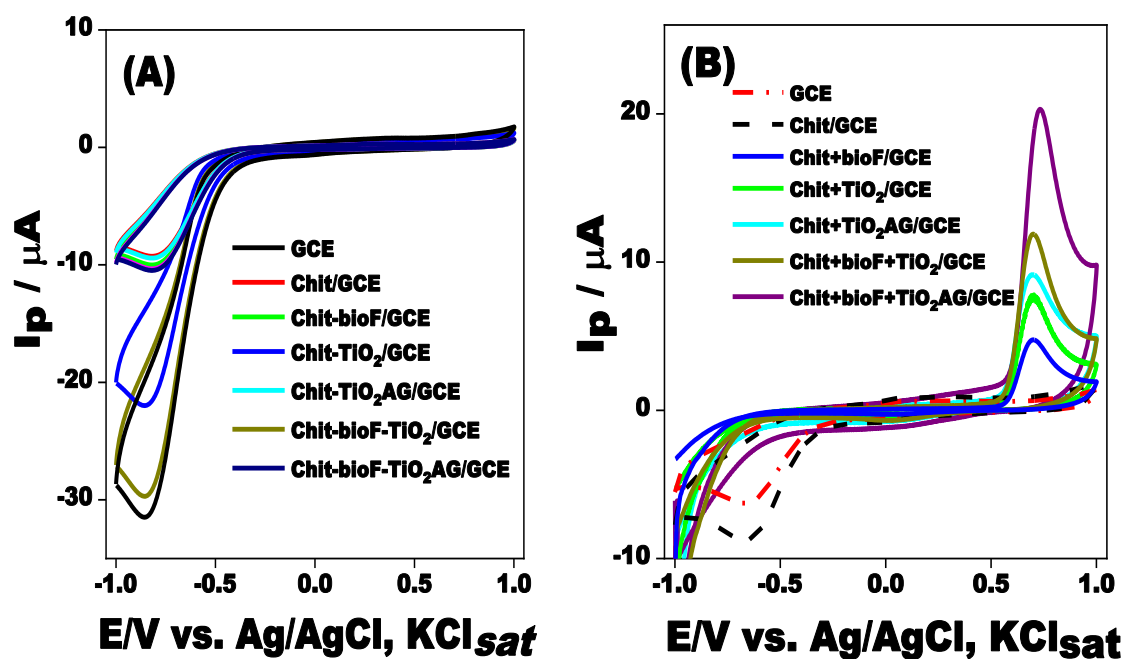 (A)
10
0
-10
-20
-30
Ip / μA
GCE
Chit/GCE
Chit-bioF/GCE
Chit-TiO2/GCE
Chit-TiO2AG/GCE
Chit-bioF-TiO2/GCE
Chit-bioF-TiO2AG/GCE
-1.0 -0.5 0.0 0.5 1.0
E/V vs. Ag/AgCl, KClsat
(B)
20
10
0
-10
Ip / μA
GCE
Chit/GCE
Chit+bioF/GCE
Chit+TiO2/GCE
Chit+TiO2AG/GCE
Chit+bioF+TiO2/GCE
Chit+bioF+TiO2AG/GCE
-1.0 -0.5 0.0 0.5 1.0
E/V vs. Ag/AgCl, KClsat